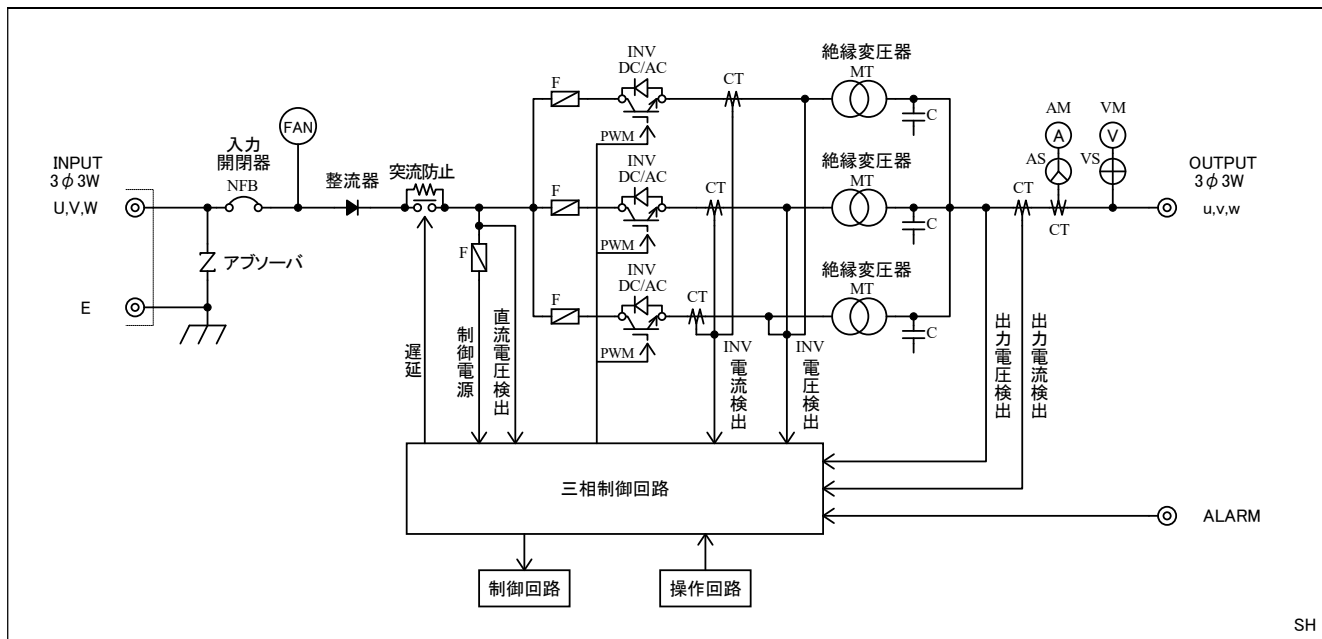 INPUT
3φ3W
U,V,W
E
入力
開閉器
NFB
FAN
アブソーバ
整流器
突流防止
遅延
F
制御電源
直流電圧検出
F
INV
DC/AC
PWM
CT
絶縁変圧器
MT
C
F
INV
DC/AC
PWM
CT
絶縁変圧器
MT
C
F
INV
DC/AC
PWM
CT
絶縁変圧器
MT
C
INV
電流検出
INV
電圧検出
出力電圧検出
出力電流検出
AM
A
AS
VM
V
VS
CT
CT
OUTPUT
3φ3W
u,v,w
三相制御回路
ALARM
制御回路
操作回路
SH